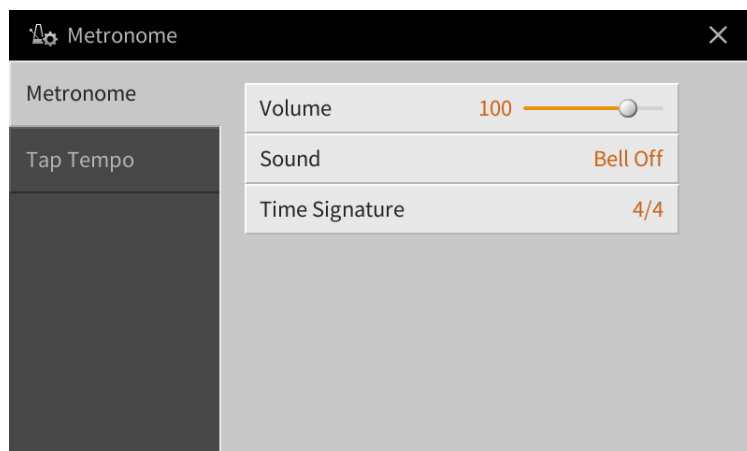 Metronome
Metronome
Tap Tempo
Volume 100
Sound Bell Off
Time Signature 4/4